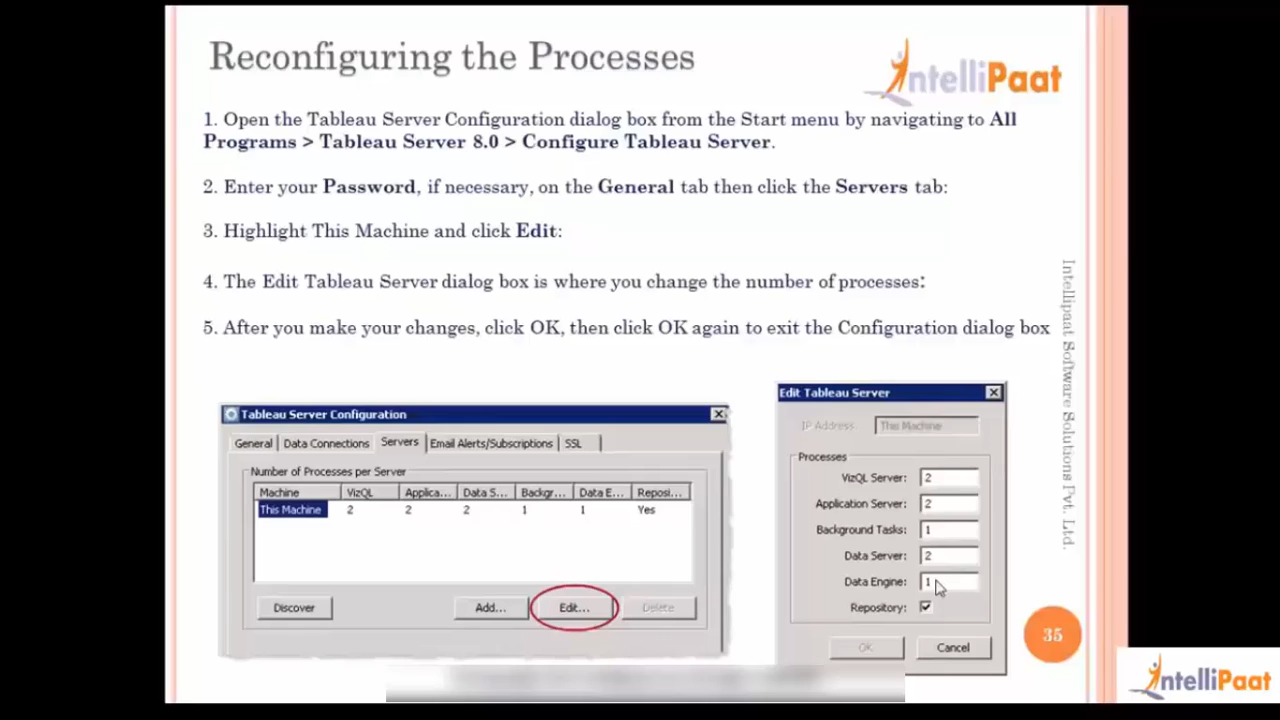 Reconfiguring the Processes
IntelliPaat
1. Open the Tableau Server Configuration dialog box from the Start menu by navigating to All
Programs > Tableau Server 8.0 > Configure Tableau Server.
2. Enter your Password, if necessary, on the General tab then click the Servers tab:
3. Highlight This Machine and click Edit:
4. The Edit Tableau Server dialog box is where you change the number of processes:
5. After you make your changes, click OK, then click OK again to exit the Configuration dialog box
Intellipaat Software Solutions Pvt. Ltd.
Tableau Server Configuration
General Data Connections Servers Email Alerts/Subscriptions SSL
Number of Processes per Server
Machine VizQL Applica... Data S... Backgr... Data E... Reposi...
This Machine 2 2 2 1 1 Yes
Discover Add... Edit... Delete
Edit Tableau Server
IP Address: This Machine
Processes
VizQL Server: 2
Application Server: 2
Background Tasks: 1
Data Server: 2
Data Engine: 1
Repository:
OK Cancel
35
IntelliPaat